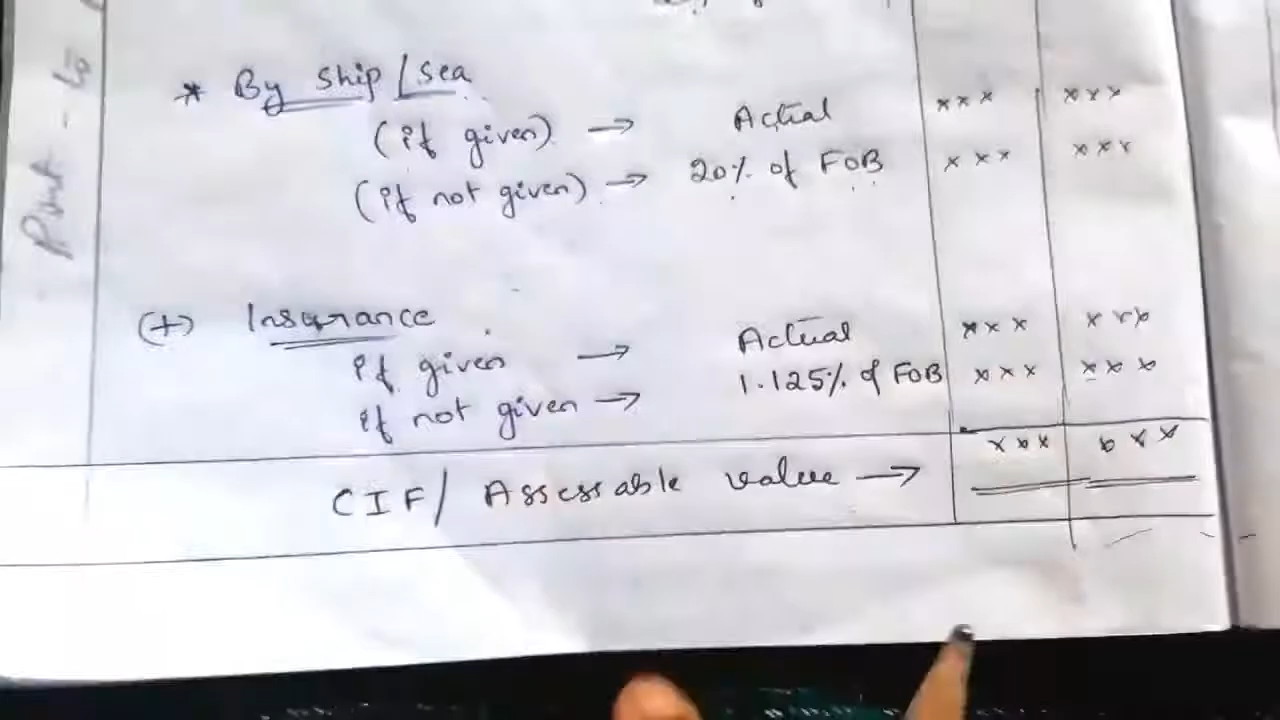 * By ship/sea
(if given) → Actual xxx xxx
(if not given) → 20% of FOB xxx xxx
(+) Insurance
if given → Actual xxx xxx
if not given → 1.125% of FOB xxx xxx
CIF/Assessable value → xxx xxx